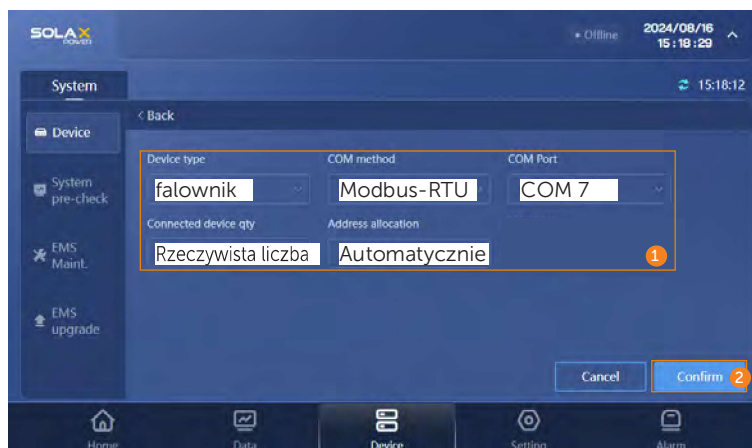 SOLAX
POWER
• Offline
2024/08/16
15:18:29
System
15:18:12
< Back
Device
System
pre-check
EMS
Maint.
EMS
upgrade
Device type
COM method
COM Port
falownik
Modbus-RTU
COM 7
Connected device qty
Address allocation
Rzeczywista liczba
Automatycznie
1
Cancel
Confirm
2
Home
Data
Device
Setting
Alarm